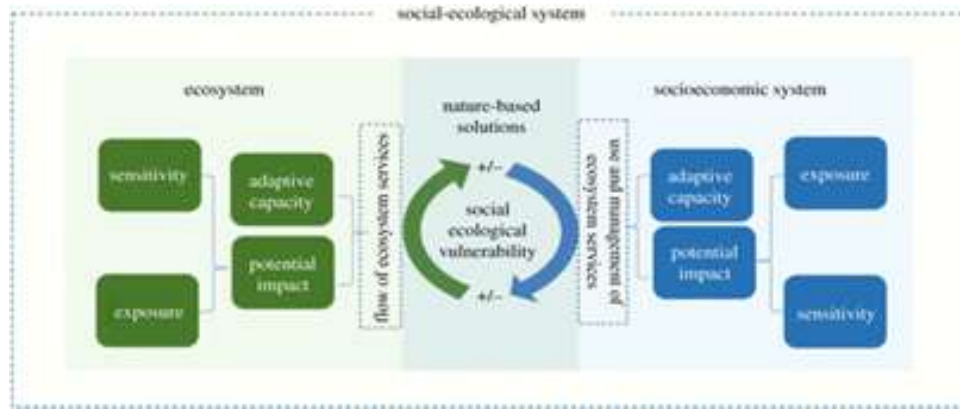 social-ecological system
ecosystem
sensitivity
exposure
adaptive
capacity
potential
impact
flow of ecosystem services
nature-based
solutions
+/–
social
ecological
vulnerability
+/–
socioeconomic system
use and management of
ecosystem services
adaptive
capacity
potential
impact
exposure
sensitivity